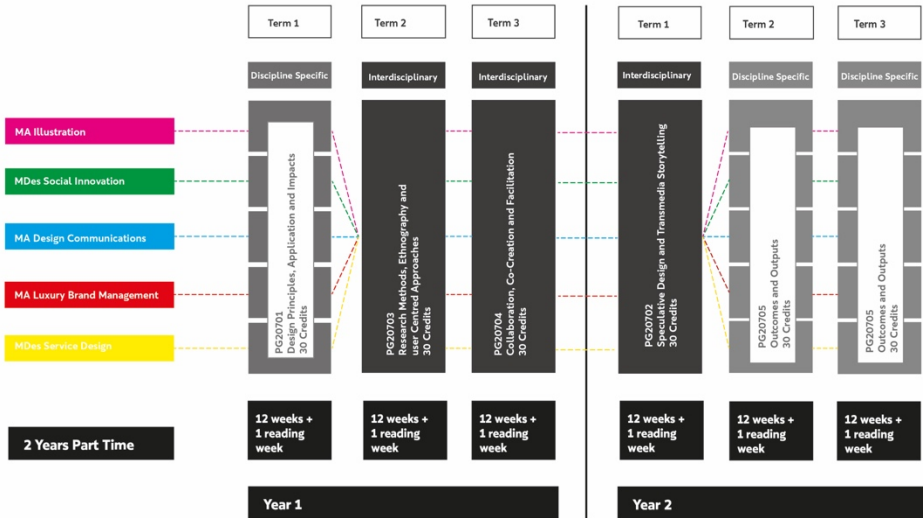 Term 1
Term 2
Term 3
Term 1
Term 2
Term 3
Discipline Specific
Interdisciplinary
Interdisciplinary
Interdisciplinary
Discipline Specific
Discipline Specific
MA Illustration
MDes Social Innovation
MA Design Communications
MA Luxury Brand Management
MDes Service Design
PG20701
Design Principles, Application and Impacts
30 Credits
PG20703
Research Methods, Ethnography and
user Centred Approaches
30 Credits
PG20704
Collaboration, Co-Creation and Facilitation
30 Credits
PG20702
Speculative Design and Transmedia Storytelling
30 Credits
PG20705
Outcomes and Outputs
30 Credits
PG20705
Outcomes and Outputs
30 Credits
2 Years Part Time
12 weeks +
1 reading
week
12 weeks +
1 reading
week
12 weeks +
1 reading
week
12 weeks +
1 reading
week
12 weeks +
1 reading
week
12 weeks +
1 reading
week
Year 1
Year 2